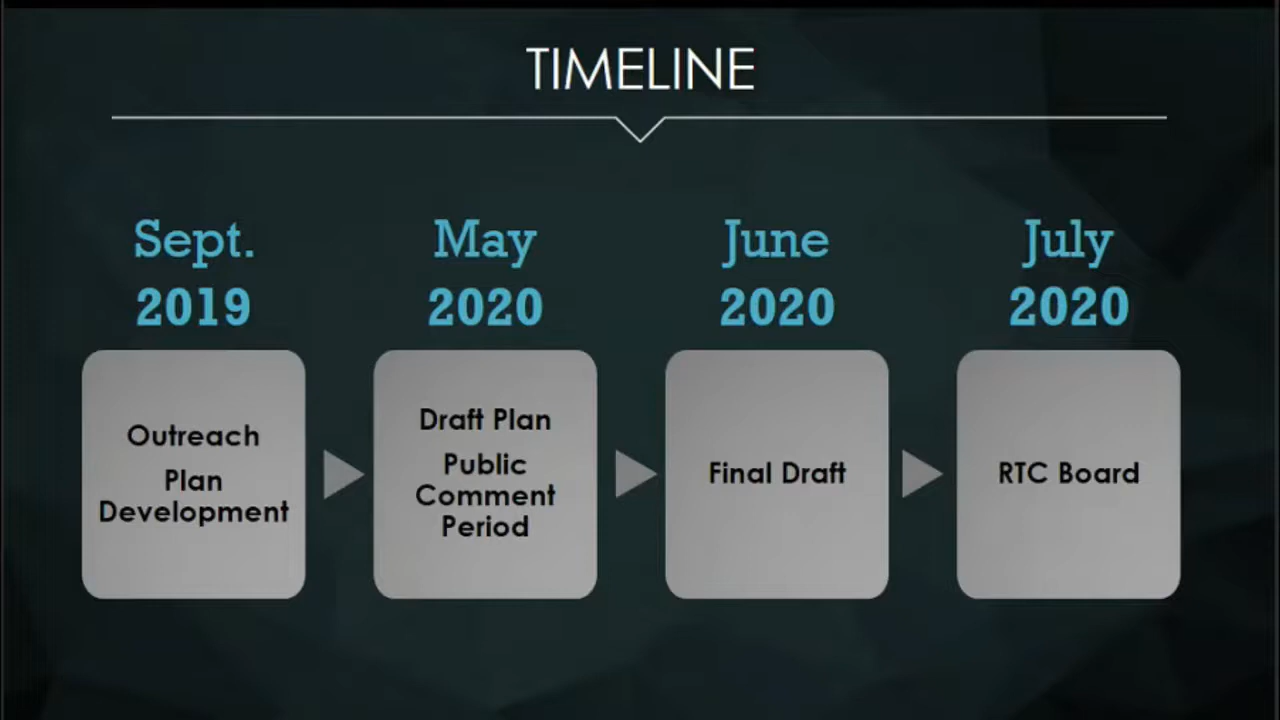 TIMELINE
Sept.
2019
Outreach
Plan
Development
May
2020
Draft Plan
Public
Comment
Period
June
2020
Final Draft
July
2020
RTC Board